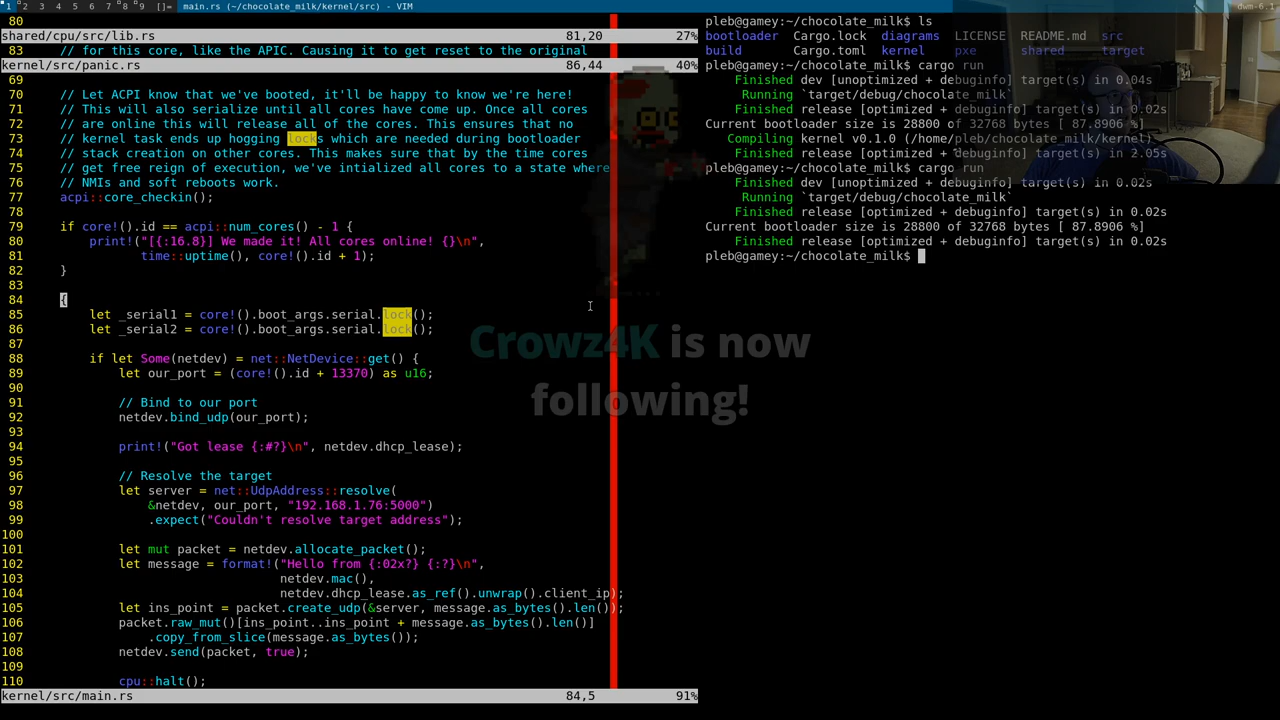 1 2 3 4 5 6 7 8 9 []= main.rs (~/chocolate_milk/kernel/src) - VIM
dwm-6.1
80
shared/cpu/src/lib.rs 81,20 27%
83 // for this core, like the APIC. Causing it to get reset to the original
kernel/src/panic.rs 86,44 40%
69
70 // Let ACPI know that we've booted, it'll be happy to know we're here!
71 // This will also serialize until all cores have come up. Once all cores
72 // are online this will release all of the cores. This ensures that no
73 // kernel task ends up hogging locks which are needed during bootloader
74 // stack creation on other cores. This makes sure that by the time cores
75 // get free reign of execution, we've intialized all cores to a state where
76 // NMIs and soft reboots work.
77 acpi::core_checkin();
78
79 if core!().id == acpi::num_cores() - 1 {
80 print!("[{:16.8}] We made it! All cores online! {}\n",
81 time::uptime(), core!().id + 1);
82 }
83
84 {
85 let _serial1 = core!().boot_args.serial.lock();
86 let _serial2 = core!().boot_args.serial.lock();
87
88 if let Some(netdev) = net::NetDevice::get() {
89 let our_port = (core!().id + 13370) as u16;
90
91 // Bind to our port
92 netdev.bind_udp(our_port);
93
94 print!("Got lease {:#?}\n", netdev.dhcp_lease);
95
96 // Resolve the target
97 let server = net::UdpAddress::resolve(
98 &netdev, our_port, "192.168.1.76:5000")
99 .expect("Couldn't resolve target address");
100
101 let mut packet = netdev.allocate_packet();
102 let message = format!("Hello from {:02x?} {:?}\n",
103 netdev.mac(),
104 netdev.dhcp_lease.as_ref().unwrap().client_ip);
105 let ins_point = packet.create_udp(&server, message.as_bytes().len());
106 packet.raw_mut()[ins_point..ins_point + message.as_bytes().len()]
107 .copy_from_slice(message.as_bytes());
108 netdev.send(packet, true);
109
110 cpu::halt();
kernel/src/main.rs 84,5 91%
pleb@gamey:~/chocolate_milk$ ls
bootloader Cargo.lock diagrams LICENSE README.md src
build Cargo.toml kernel pxe shared target
pleb@gamey:~/chocolate_milk$ cargo run
Finished dev [unoptimized + debuginfo] target(s) in 0.04s
Running `target/debug/chocolate_milk`
Finished release [optimized + debuginfo] target(s) in 0.02s
Current bootloader size is 28800 of 32768 bytes [ 87.8906 %]
Compiling kernel v0.1.0 (/home/pleb/chocolate_milk/kernel)
Finished release [optimized + debuginfo] target(s) in 2.05s
pleb@gamey:~/chocolate_milk$ cargo run
Finished dev [unoptimized + debuginfo] target(s) in 0.02s
Running `target/debug/chocolate_milk`
Finished release [optimized + debuginfo] target(s) in 0.02s
Current bootloader size is 28800 of 32768 bytes [ 87.8906 %]
Finished release [optimized + debuginfo] target(s) in 0.02s
pleb@gamey:~/chocolate_milk$
Crowz4K is now
following!